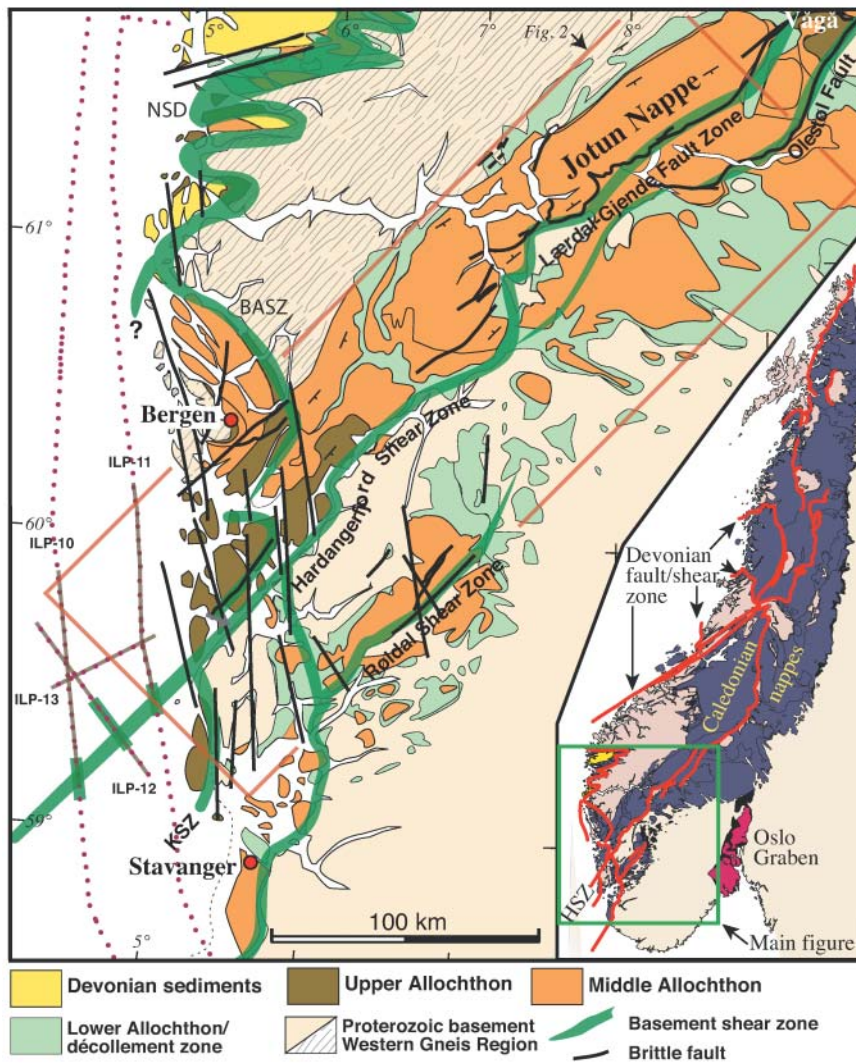 5°
6°
7°
8°
Vågå
Fig. 2
NSD
Jotun Nappe
Olestøl Fault
Lærdal-Gjende Fault Zone
61°
BASZ
?
Bergen
Hardangerfjord Shear Zone
ILP-11
60°
ILP-10
Devonian
fault/shear
zone
Røldal Shear Zone
ILP-13
Caledonian
nappes
ILP-12
59°
KSZ
Oslo
Graben
Stavanger
HSZ
100 km
5°
Main figure
Devonian sediments
Upper Allochthon
Middle Allochthon
Lower Allochthon/
décollement zone
Proterozoic basement
Western Gneis Region
Basement shear zone
Brittle fault